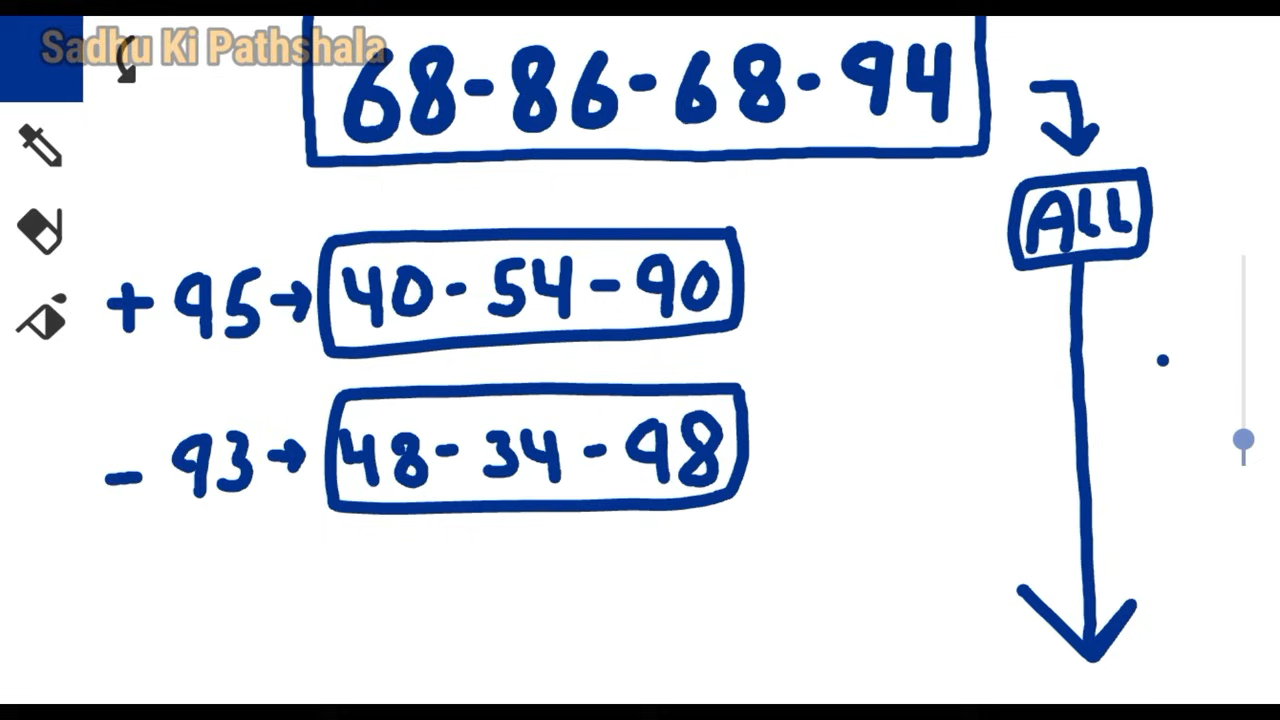 Sadhu Ki Pathshala
68-86-68-94
ALL
+ 95→ 40-54-90
- 93→ 48-34-98